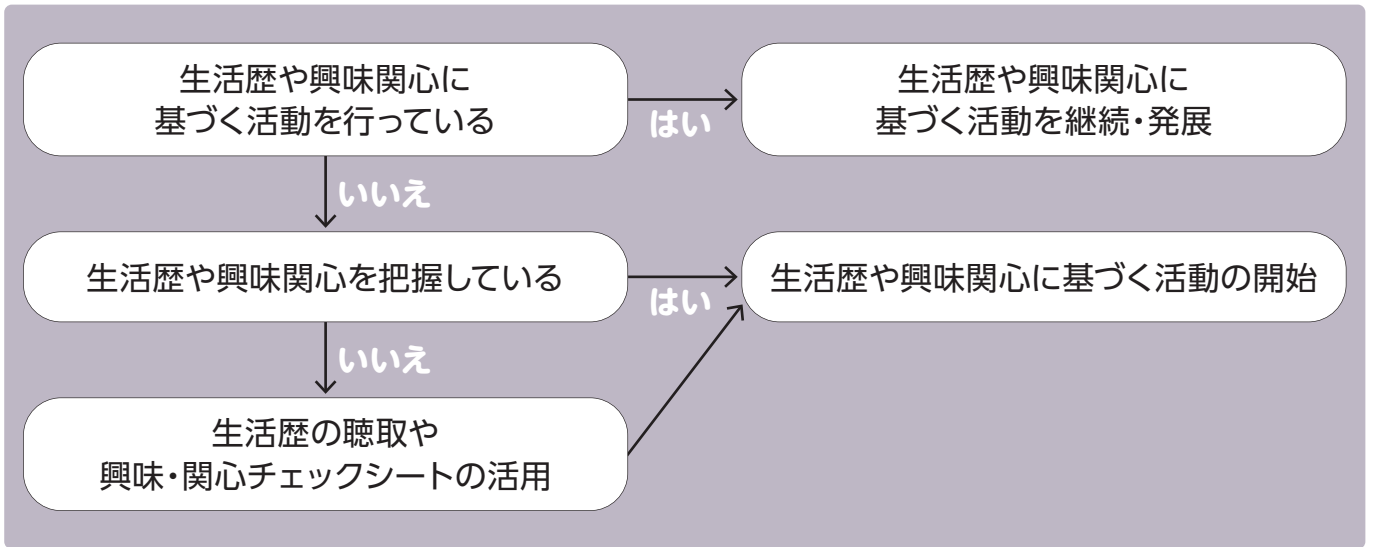 生活歴や興味関心に
基づく活動を行っている
はい
生活歴や興味関心に
基づく活動を継続・発展
いいえ
生活歴や興味関心を把握している
はい
生活歴や興味関心に基づく活動の開始
いいえ
生活歴の聴取や
興味・関心チェックシートの活用